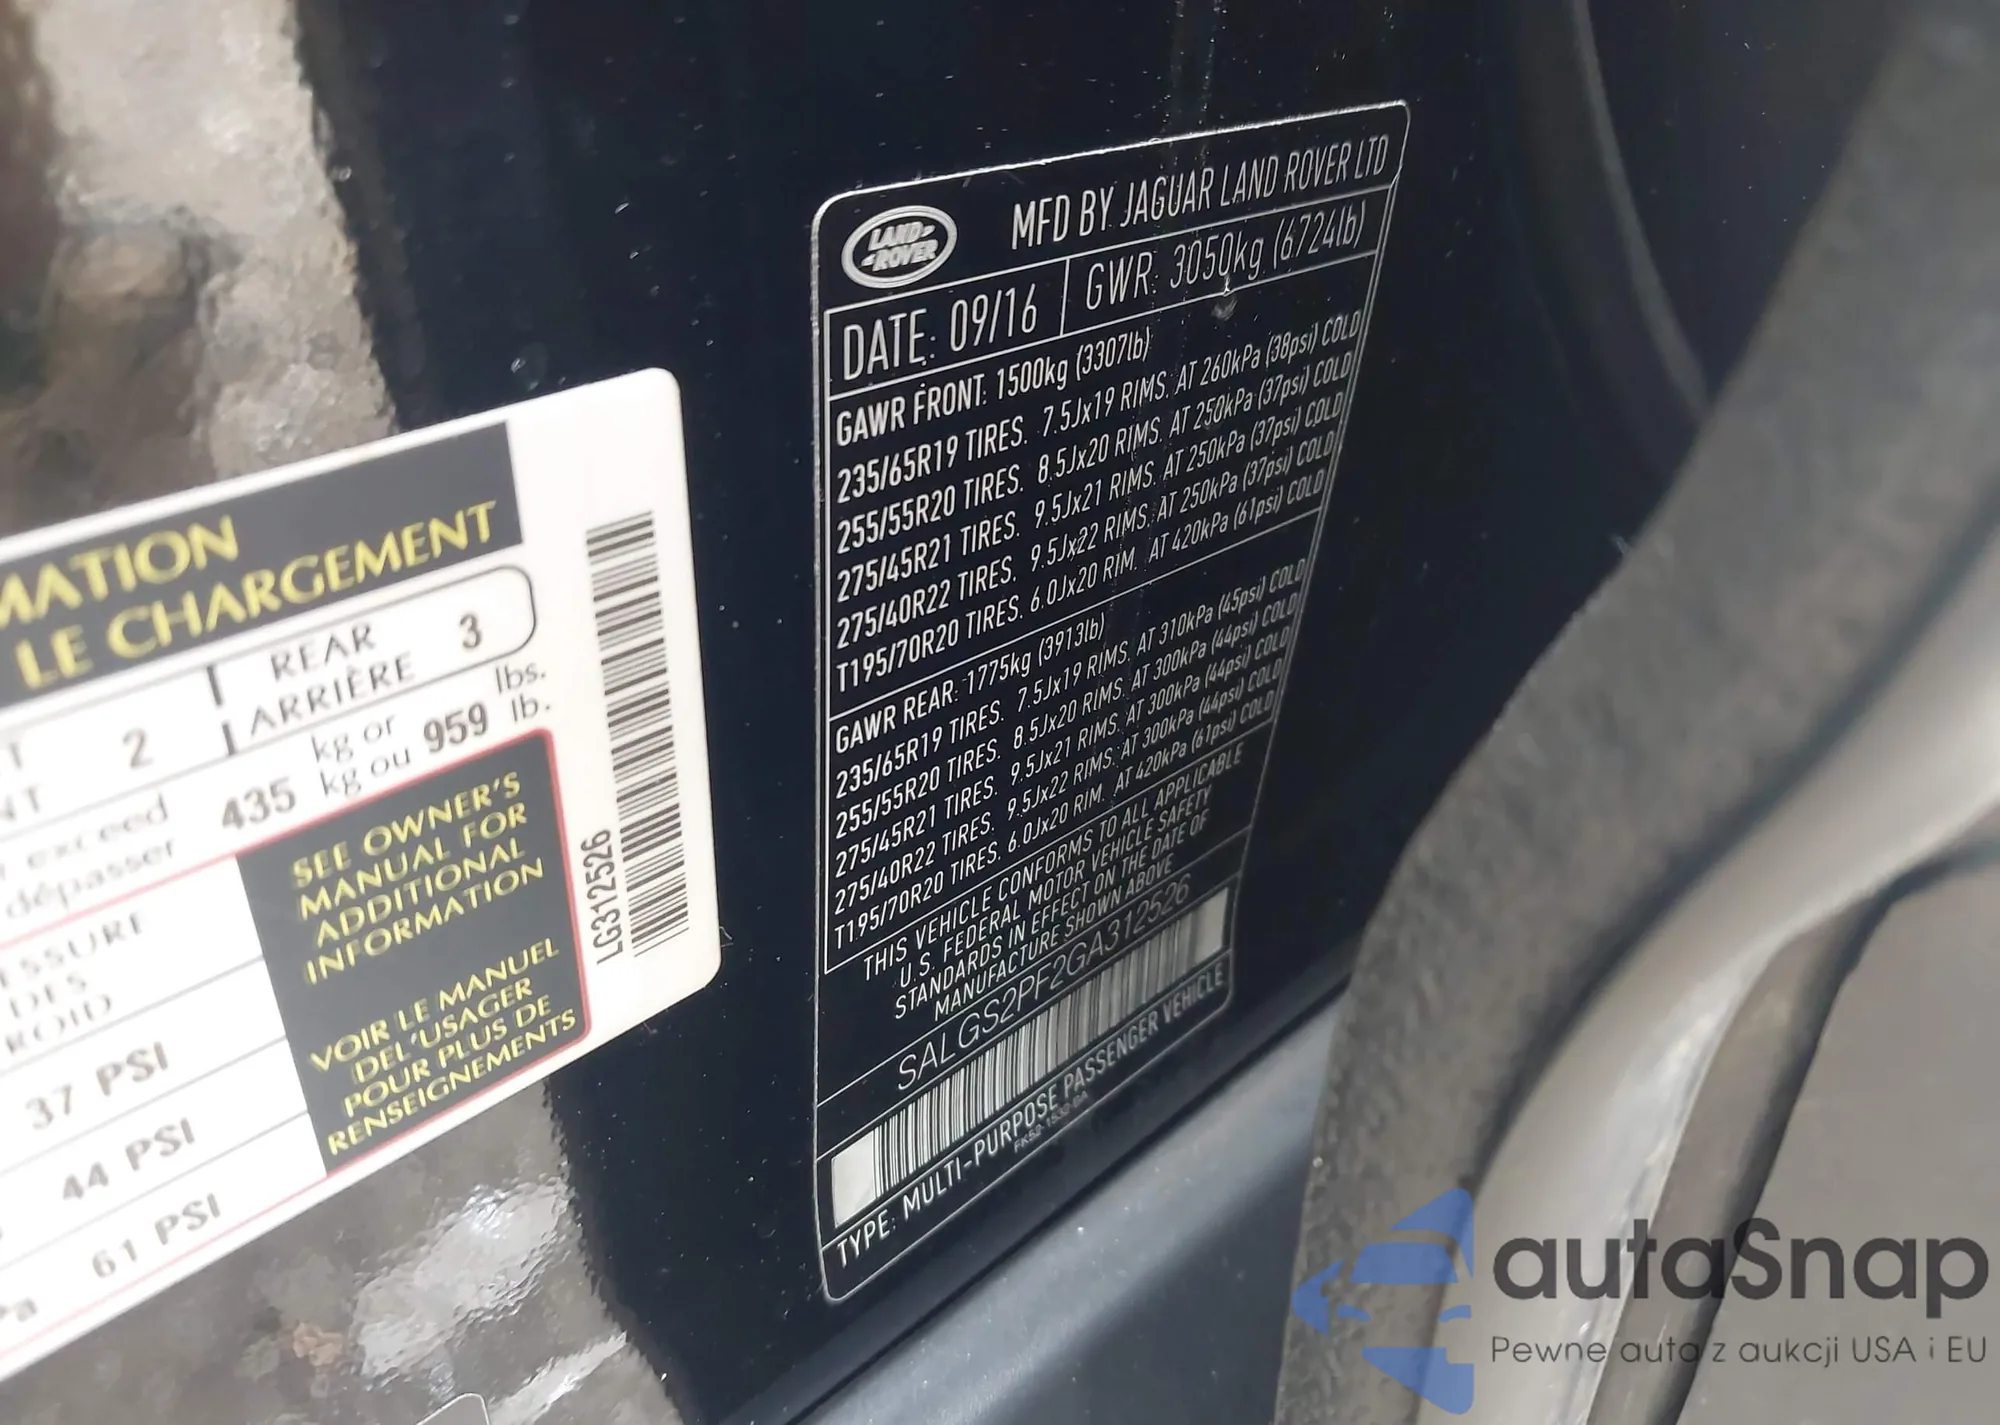 MATION
LE CHARGEMENT
2
REAR
ARRIÈRE
3
exceed
dépasser
435
kg or
kg ou
959
lbs.
lb.
DES
37 PSI
44 PSI
61 PSI
SEE OWNER'S
MANUAL FOR
ADDITIONAL
INFORMATION
VOIR LE MANUEL
DE L'USAGER
POUR PLUS DE
RENSEIGNEMENTS
LG312526
LAND
ROVER
MFD BY JAGUAR LAND ROVER LTD
DATE: 09/16 GWR: 3050kg (6724lb)
GAWR FRONT: 1500kg (3307lb)
235/65R19 TIRES. 7.5Jx19 RIMS. AT 260kPa (38psi) COLD
255/55R20 TIRES. 8.5Jx20 RIMS. AT 250kPa (37psi) COLD
275/45R21 TIRES. 9.5Jx21 RIMS. AT 250kPa (37psi) COLD
275/40R22 TIRES. 9.5Jx22 RIMS. AT 250kPa (37psi) COLD
T195/70R20 TIRES. 6.0Jx20 RIM. AT 420kPa (61psi) COLD
GAWR REAR: 1775kg (3913lb)
235/65R19 TIRES. 7.5Jx19 RIMS. AT 310kPa (45psi) COLD
255/55R20 TIRES. 8.5Jx20 RIMS. AT 300kPa (44psi) COLD
275/45R21 TIRES. 9.5Jx21 RIMS. AT 300kPa (44psi) COLD
275/40R22 TIRES. 9.5Jx22 RIMS. AT 300kPa (44psi) COLD
T195/70R20 TIRES. 6.0Jx20 RIM. AT 420kPa (61psi) COLD
THIS VEHICLE CONFORMS TO ALL APPLICABLE
U.S. FEDERAL MOTOR VEHICLE SAFETY
STANDARDS IN EFFECT ON THE DATE OF
MANUFACTURE SHOWN ABOVE
SALGS2PF2GA312526
TYPE: MULTI-PURPOSE PASSENGER VEHICLE
autaSnap
Pewne auta z aukcji USA i EU